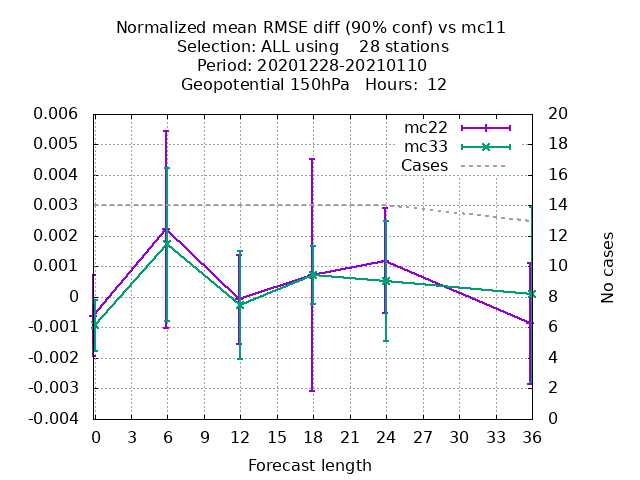 Normalized mean RMSE diff (90% conf) vs mc11
Selection: ALL using    28 stations
Period: 20201228-20210110
Geopotential 150hPa   Hours:  12
0.006
0.005
0.004
0.003
0.002
0.001
0
-0.001
-0.002
-0.003
-0.004
mc22
mc33
Cases
20
18
16
14
12
10
8
6
4
2
0
No cases
0 3 6 9 12 15 18 21 24 27 30 33 36
Forecast length